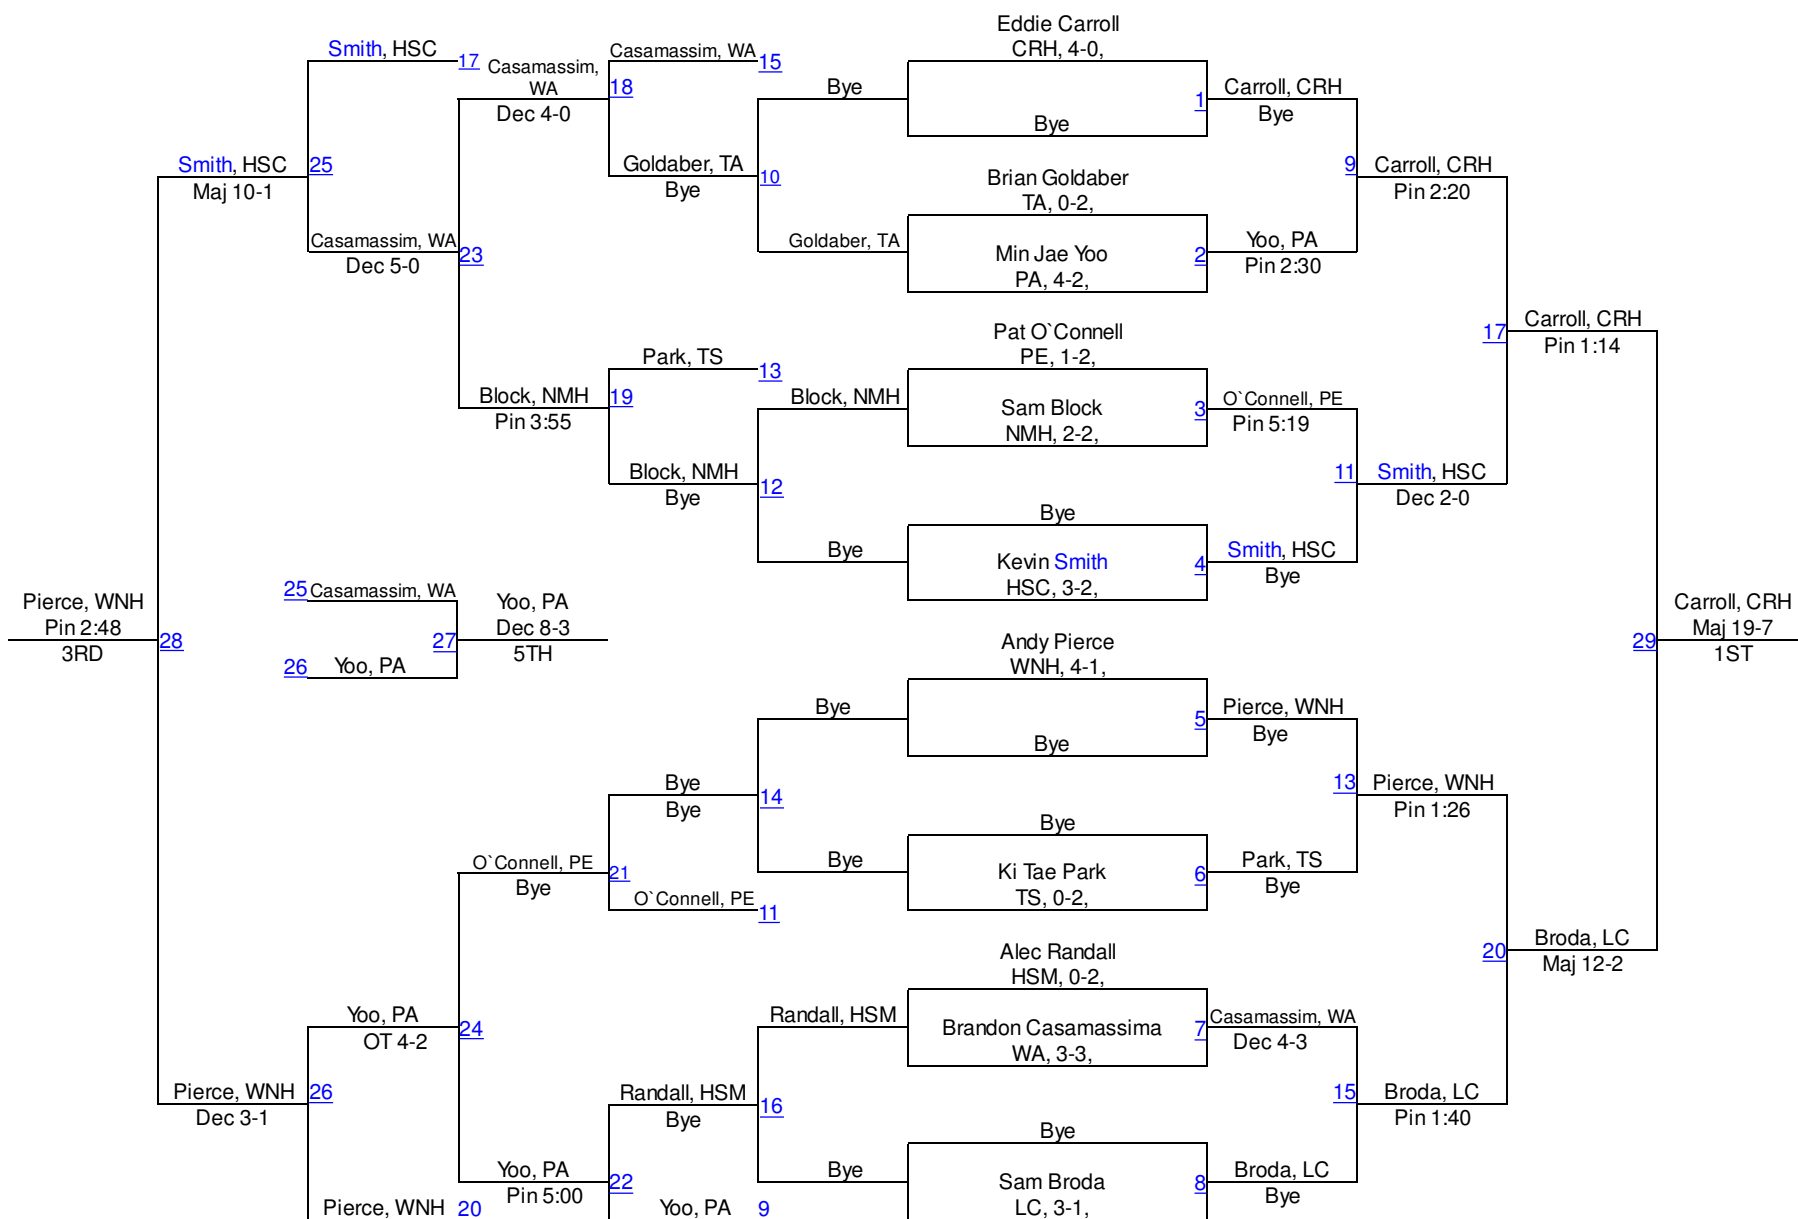 Eddie Carroll
CRH, 4-0,
Smith, HSC
17
Casamassim,
WA
Dec 4-0
Casamassim, WA
15
18
Bye
Bye
1
Carroll, CRH
Bye
Smith, HSC
Maj 10-1
25
Goldaber, TA
Bye
10
Brian Goldaber
TA, 0-2,
9
Carroll, CRH
Pin 2:20
Casamassim, WA
Dec 5-0
23
Goldaber, TA
Min Jae Yoo
PA, 4-2,
2
Yoo, PA
Pin 2:30
Pat O`Connell
PE, 1-2,
17
Carroll, CRH
Pin 1:14
Park, TS
13
Block, NMH
Pin 3:55
19
Block, NMH
Sam Block
NMH, 2-2,
3
O`Connell, PE
Pin 5:19
Block, NMH
Bye
12
11
Smith, HSC
Dec 2-0
Bye
Bye
Kevin Smith
HSC, 3-2,
4
Smith, HSC
Bye
Pierce, WNH
Pin 2:48
3RD
28
25
Casamassim, WA
26
Yoo, PA
27
Yoo, PA
Dec 8-3
5TH
Andy Pierce
WNH, 4-1,
29
Carroll, CRH
Maj 19-7
1ST
Bye
Bye
5
Pierce, WNH
Bye
Bye
Bye
14
13
Pierce, WNH
Pin 1:26
Bye
O`Connell, PE
Bye
21
Bye
Ki Tae Park
TS, 0-2,
6
Park, TS
Bye
O`Connell, PE
11
Alec Randall
HSM, 0-2,
20
Broda, LC
Maj 12-2
Yoo, PA
OT 4-2
24
Randall, HSM
Brandon Casamassima
WA, 3-3,
7
Casamassim, WA
Dec 4-3
Pierce, WNH
Dec 3-1
26
Randall, HSM
Bye
16
15
Broda, LC
Pin 1:40
Bye
Yoo, PA
Pin 5:00
22
Bye
Sam Broda
LC, 3-1,
8
Broda, LC
Bye
Pierce, WNH
20
Yoo, PA
9